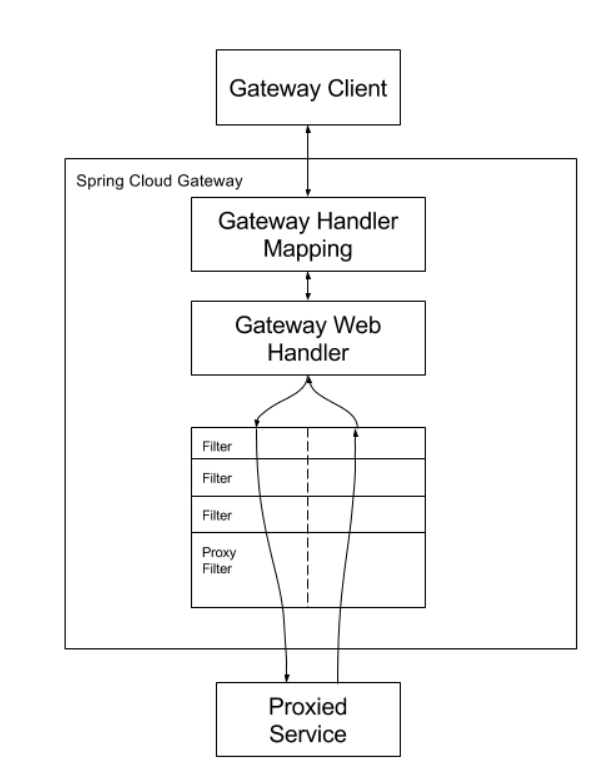 Gateway Client
Spring Cloud Gateway
Gateway Handler
Mapping
Gateway Web
Handler
Filter
Filter
Filter
Proxy
Filter
Proxied
Service